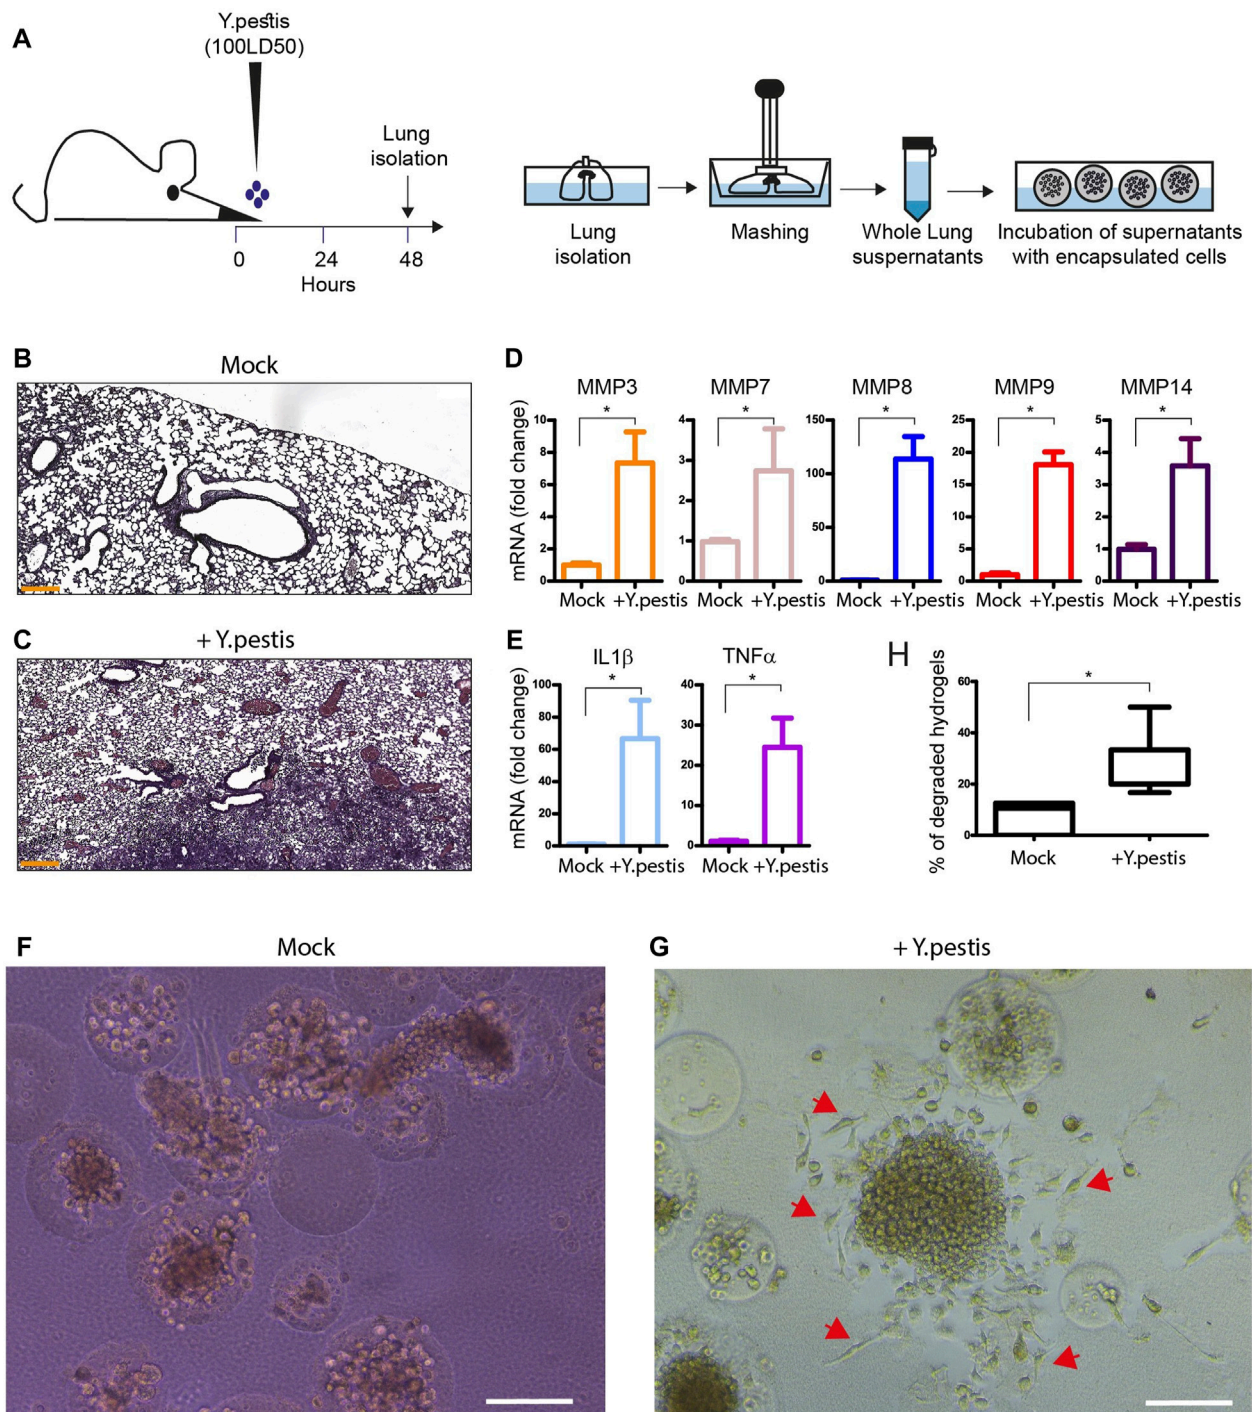 A
Y.pestis
(100LD50)
Lung
isolation
0 24 48
Hours
Lung
isolation
Mashing
Whole Lung
suspernatants
Incubation of supernatants
with encapsulated cells
B
Mock
C
+ Y.pestis
D
mRNA (fold change)
MMP3
*
10
8
6
4
2
0
Mock +Y.pestis
MMP7
*
4
3
2
1
0
Mock +Y.pestis
MMP8
*
150
100
50
0
Mock +Y.pestis
MMP9
*
25
20
15
10
5
0
Mock +Y.pestis
MMP14
*
5
4
3
2
1
0
Mock +Y.pestis
E
mRNA (fold change)
IL1β
*
100
80
60
40
20
0
Mock +Y.pestis
TNFα
*
40
30
20
10
0
Mock +Y.pestis
H
% of degraded hydrogels
*
60
40
20
0
Mock +Y.pestis
F
Mock
G
+ Y.pestis